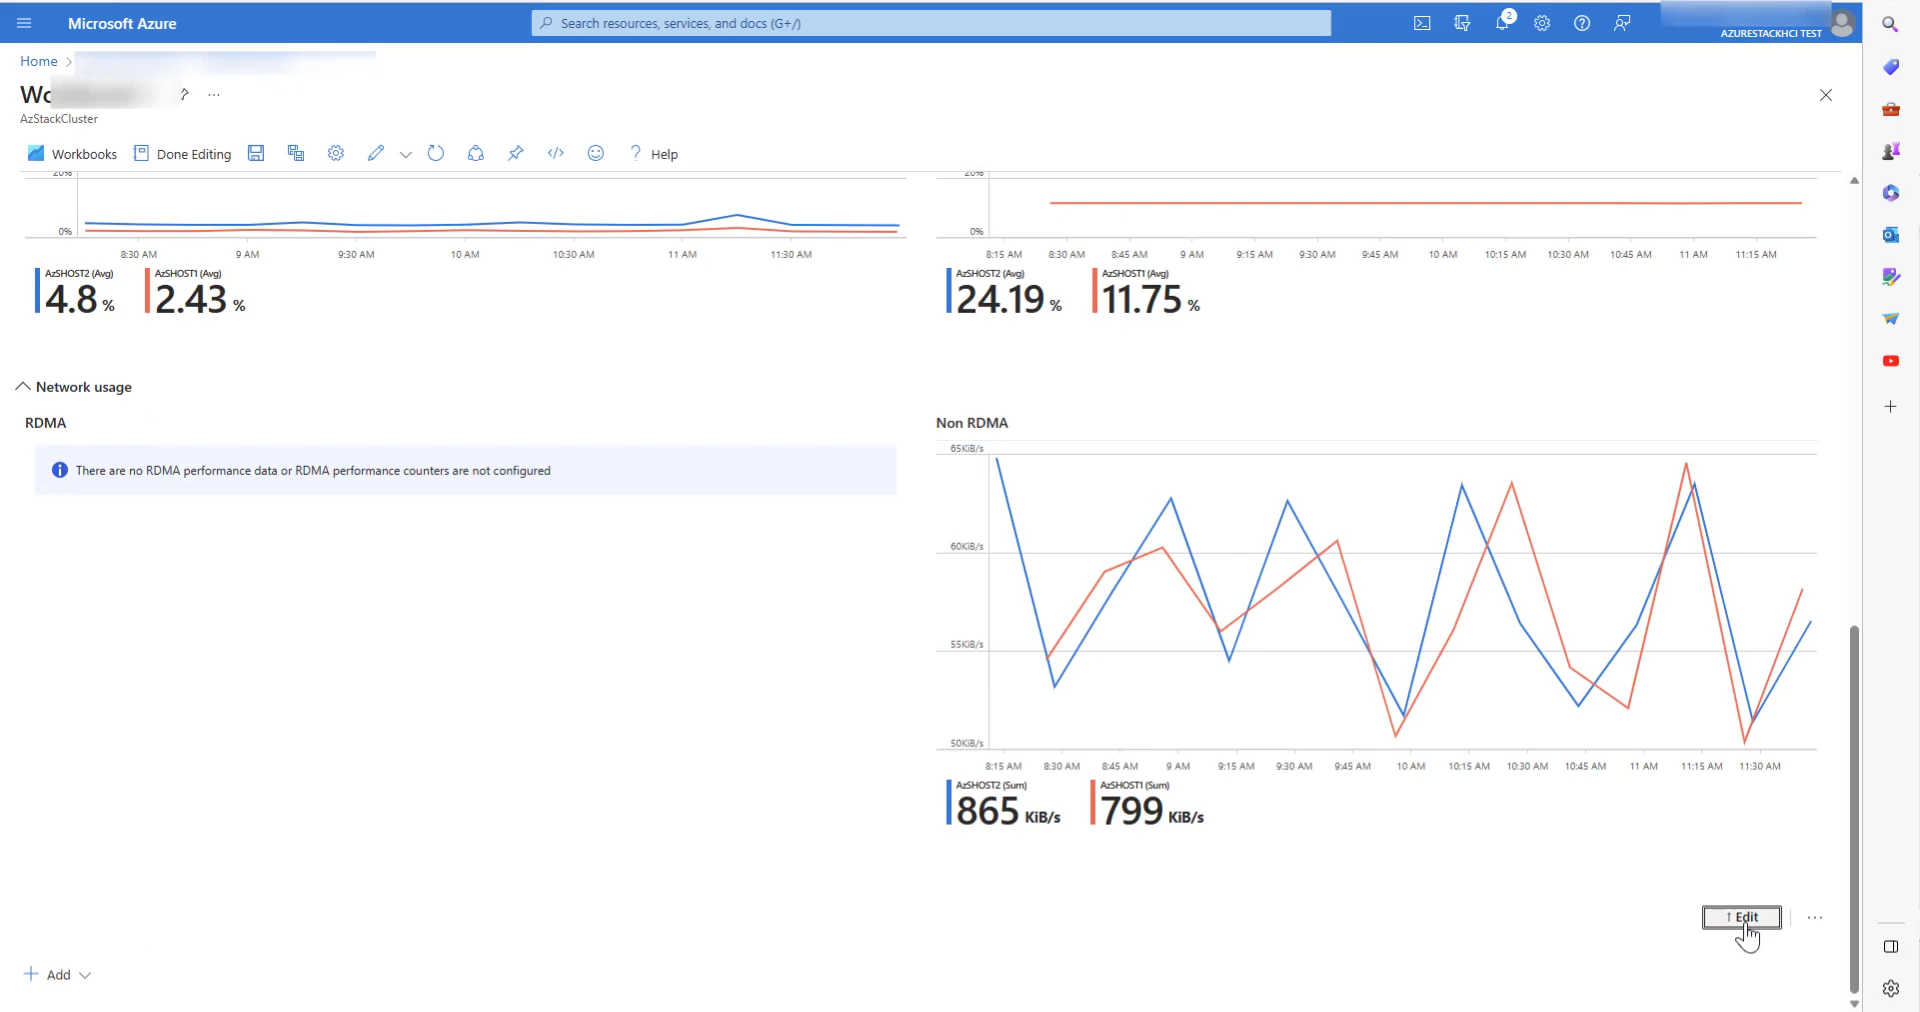 Microsoft Azure
Search resources, services, and docs (G+/)
2
AZURESTACKHCI TEST
Home
AzStackCluster
Workbooks
Done Editing
Help
20%
0%
8:30 AM 9 AM 9:30 AM 10 AM 10:30 AM 11 AM 11:30 AM
AzSHOST2 (Avg)
4.8 %
AzSHOST1 (Avg)
2.43 %
20%
0%
8:15 AM 8:30 AM 8:45 AM 9 AM 9:15 AM 9:30 AM 9:45 AM 10 AM 10:15 AM 10:30 AM 10:45 AM 11 AM 11:15 AM
AzSHOST2 (Avg)
24.19 %
AzSHOST1 (Avg)
11.75 %
Network usage
RDMA
There are no RDMA performance data or RDMA performance counters are not configured
Non RDMA
65KiB/s
60KiB/s
55KiB/s
50KiB/s
8:15 AM 8:30 AM 8:45 AM 9 AM 9:15 AM 9:30 AM 9:45 AM 10 AM 10:15 AM 10:30 AM 10:45 AM 11 AM 11:15 AM 11:30 AM
AzSHOST2 (Sum)
865 KiB/s
AzSHOST1 (Sum)
799 KiB/s
↑ Edit
Add